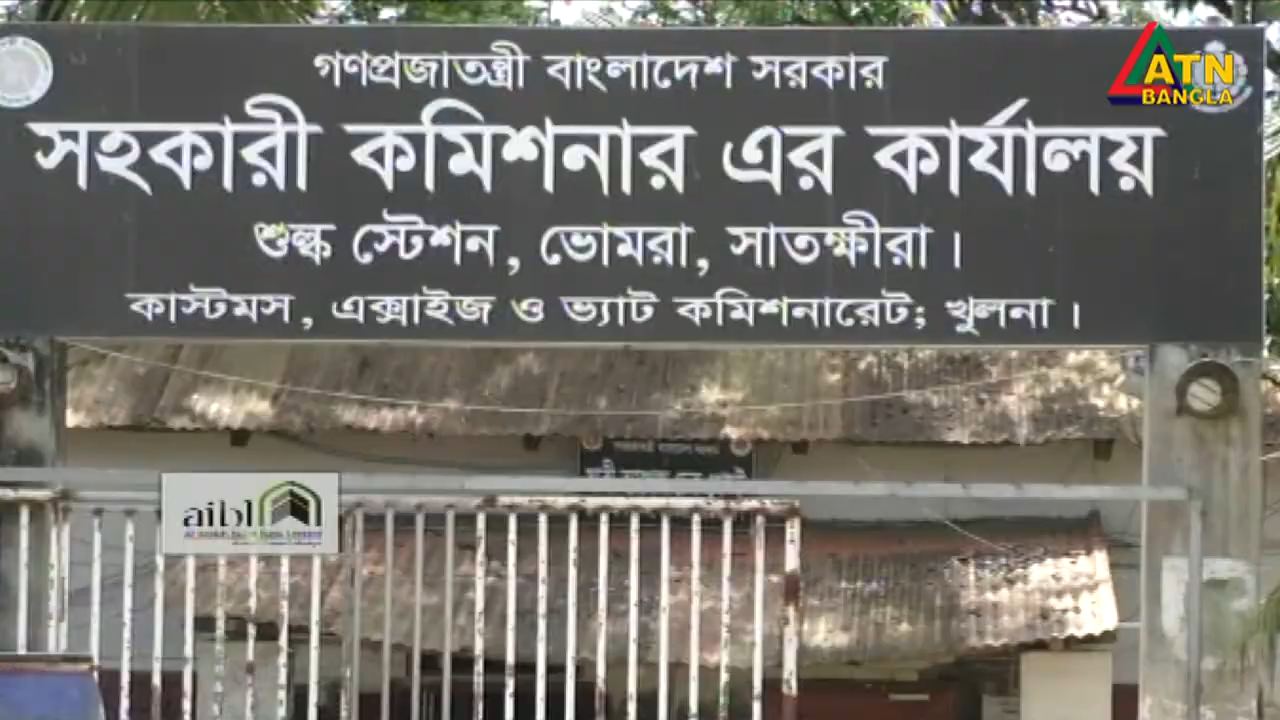 গণপ্রজাতন্ত্রী বাংলাদেশ সরকার
সহকারী কমিশনার এর কার্যালয়
শুল্ক স্টেশন, ভোমরা, সাতক্ষীরা।
কাস্টমস, এক্সাইজ ও ভ্যাট কমিশনারেট; খুলনা।
ATN
BANGLA
aibl